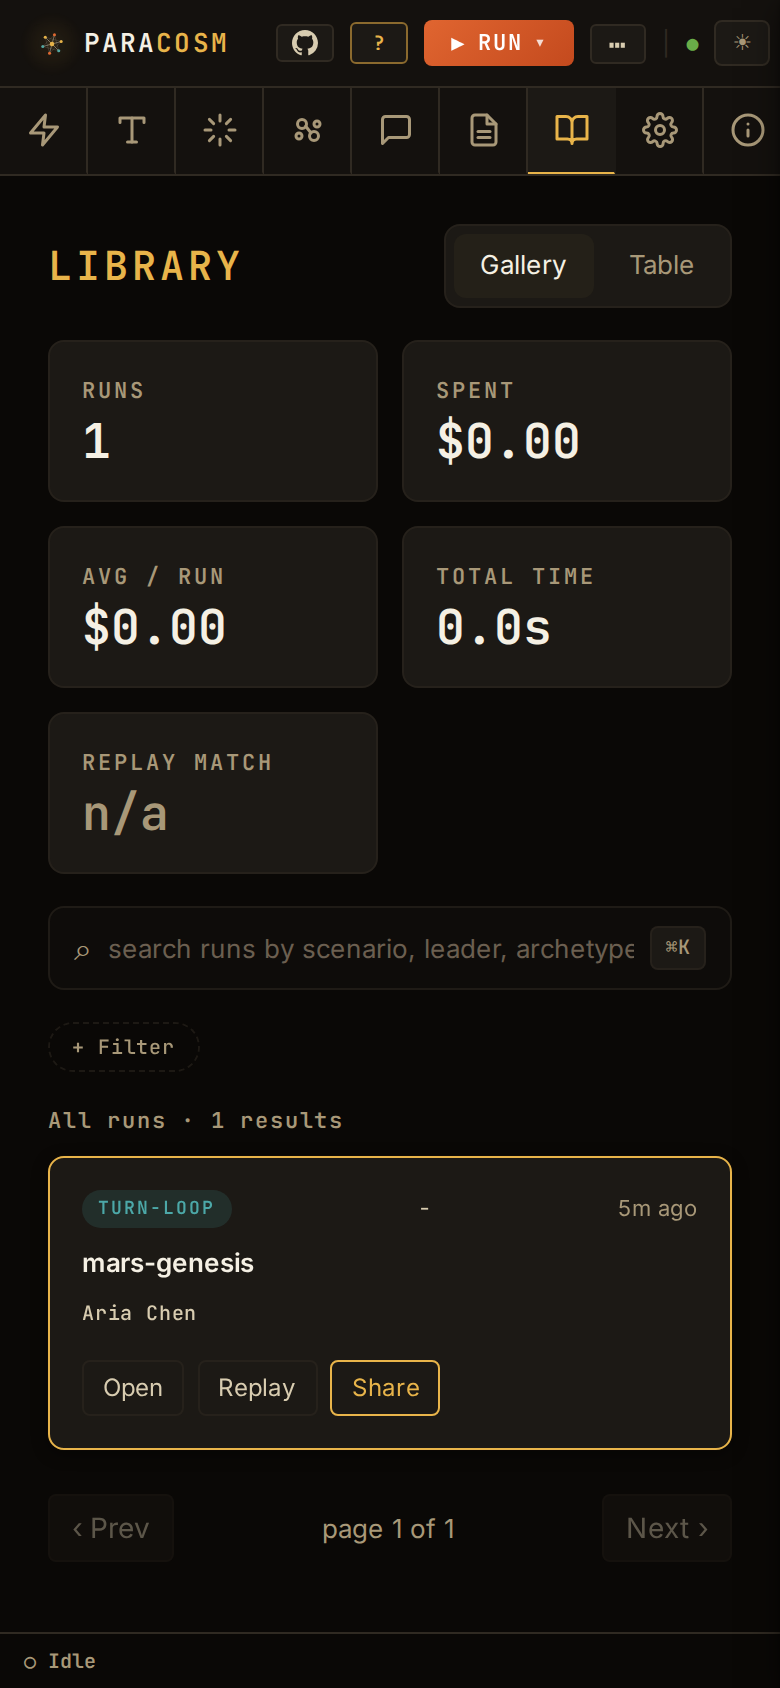 PARACOSM ? ▶ RUN ▾ ...
LIBRARY
Gallery Table
RUNS
1
SPENT
$0.00
AVG / RUN
$0.00
TOTAL TIME
0.0s
REPLAY MATCH
n/a
search runs by scenario, leader, archetype ⌘K
+ Filter
All runs · 1 results
TURN-LOOP - 5m ago
mars-genesis
Aria Chen
Open Replay Share
‹ Prev page 1 of 1 Next ›
Idle